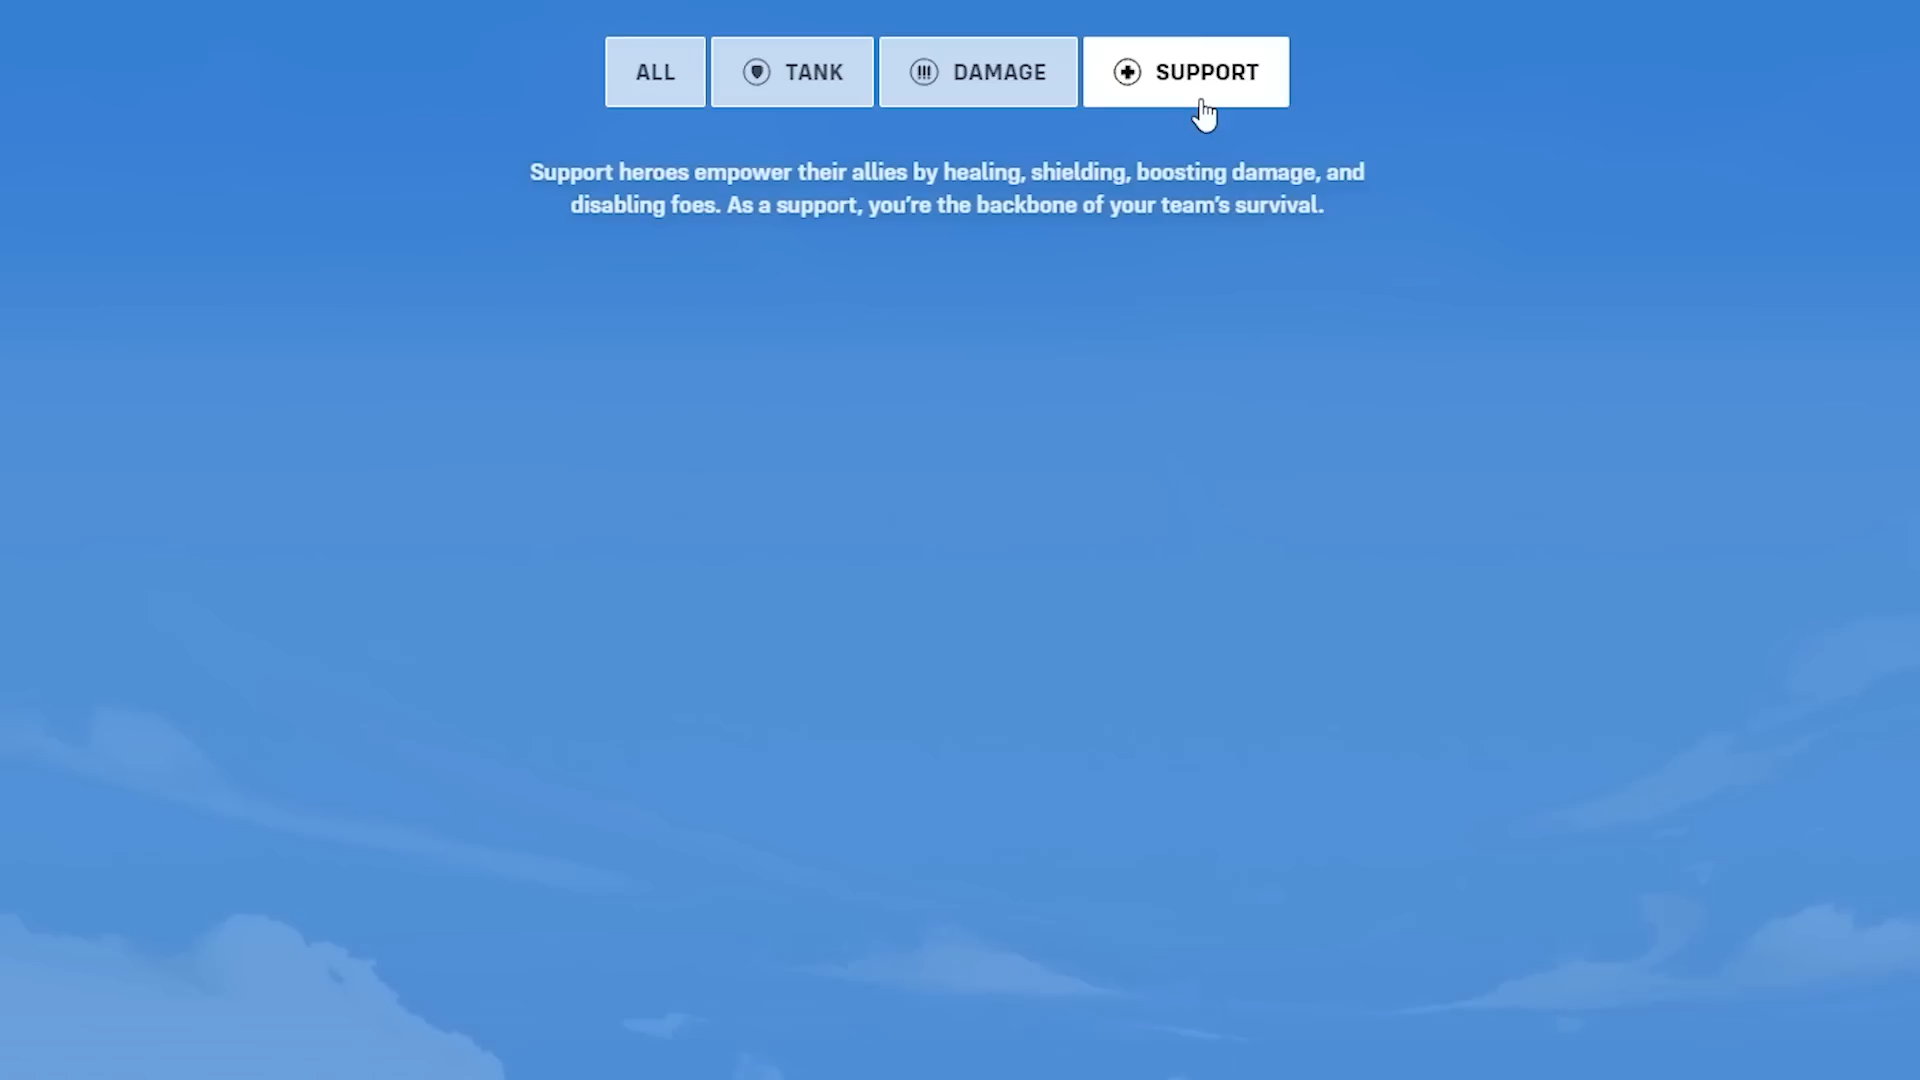 ALL TANK DAMAGE SUPPORT
Support heroes empower their allies by healing, shielding, boosting damage, and
disabling foes. As a support, you’re the backbone of your team’s survival.